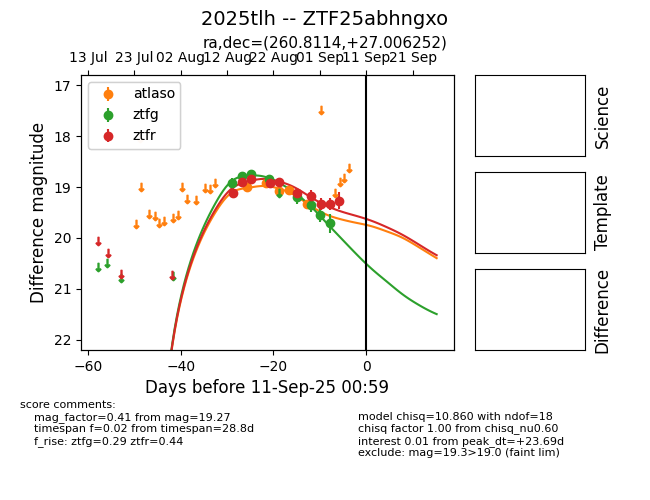 2025tlh -- ZTF25abhngxo
ra,dec=(260.8114,+27.006252)
13 Jul 23 Jul 02 Aug 12 Aug 22 Aug 01 Sep 11 Sep 21 Sep
atlaso
ztfg
ztfr
Difference magnitude
17
18
19
20
21
22
−60 −40 −20 0
Days before 11-Sep-25 00:59
Science
Template
Difference
score comments:
mag_factor=0.41 from mag=19.27
timespan f=0.02 from timespan=28.8d
f_rise: ztfg=0.29 ztfr=0.44
model chisq=10.860 with ndof=18
chisq factor 1.00 from chisq_nu0.60
interest 0.01 from peak_dt=+23.69d
exclude: mag=19.3>19.0 (faint lim)